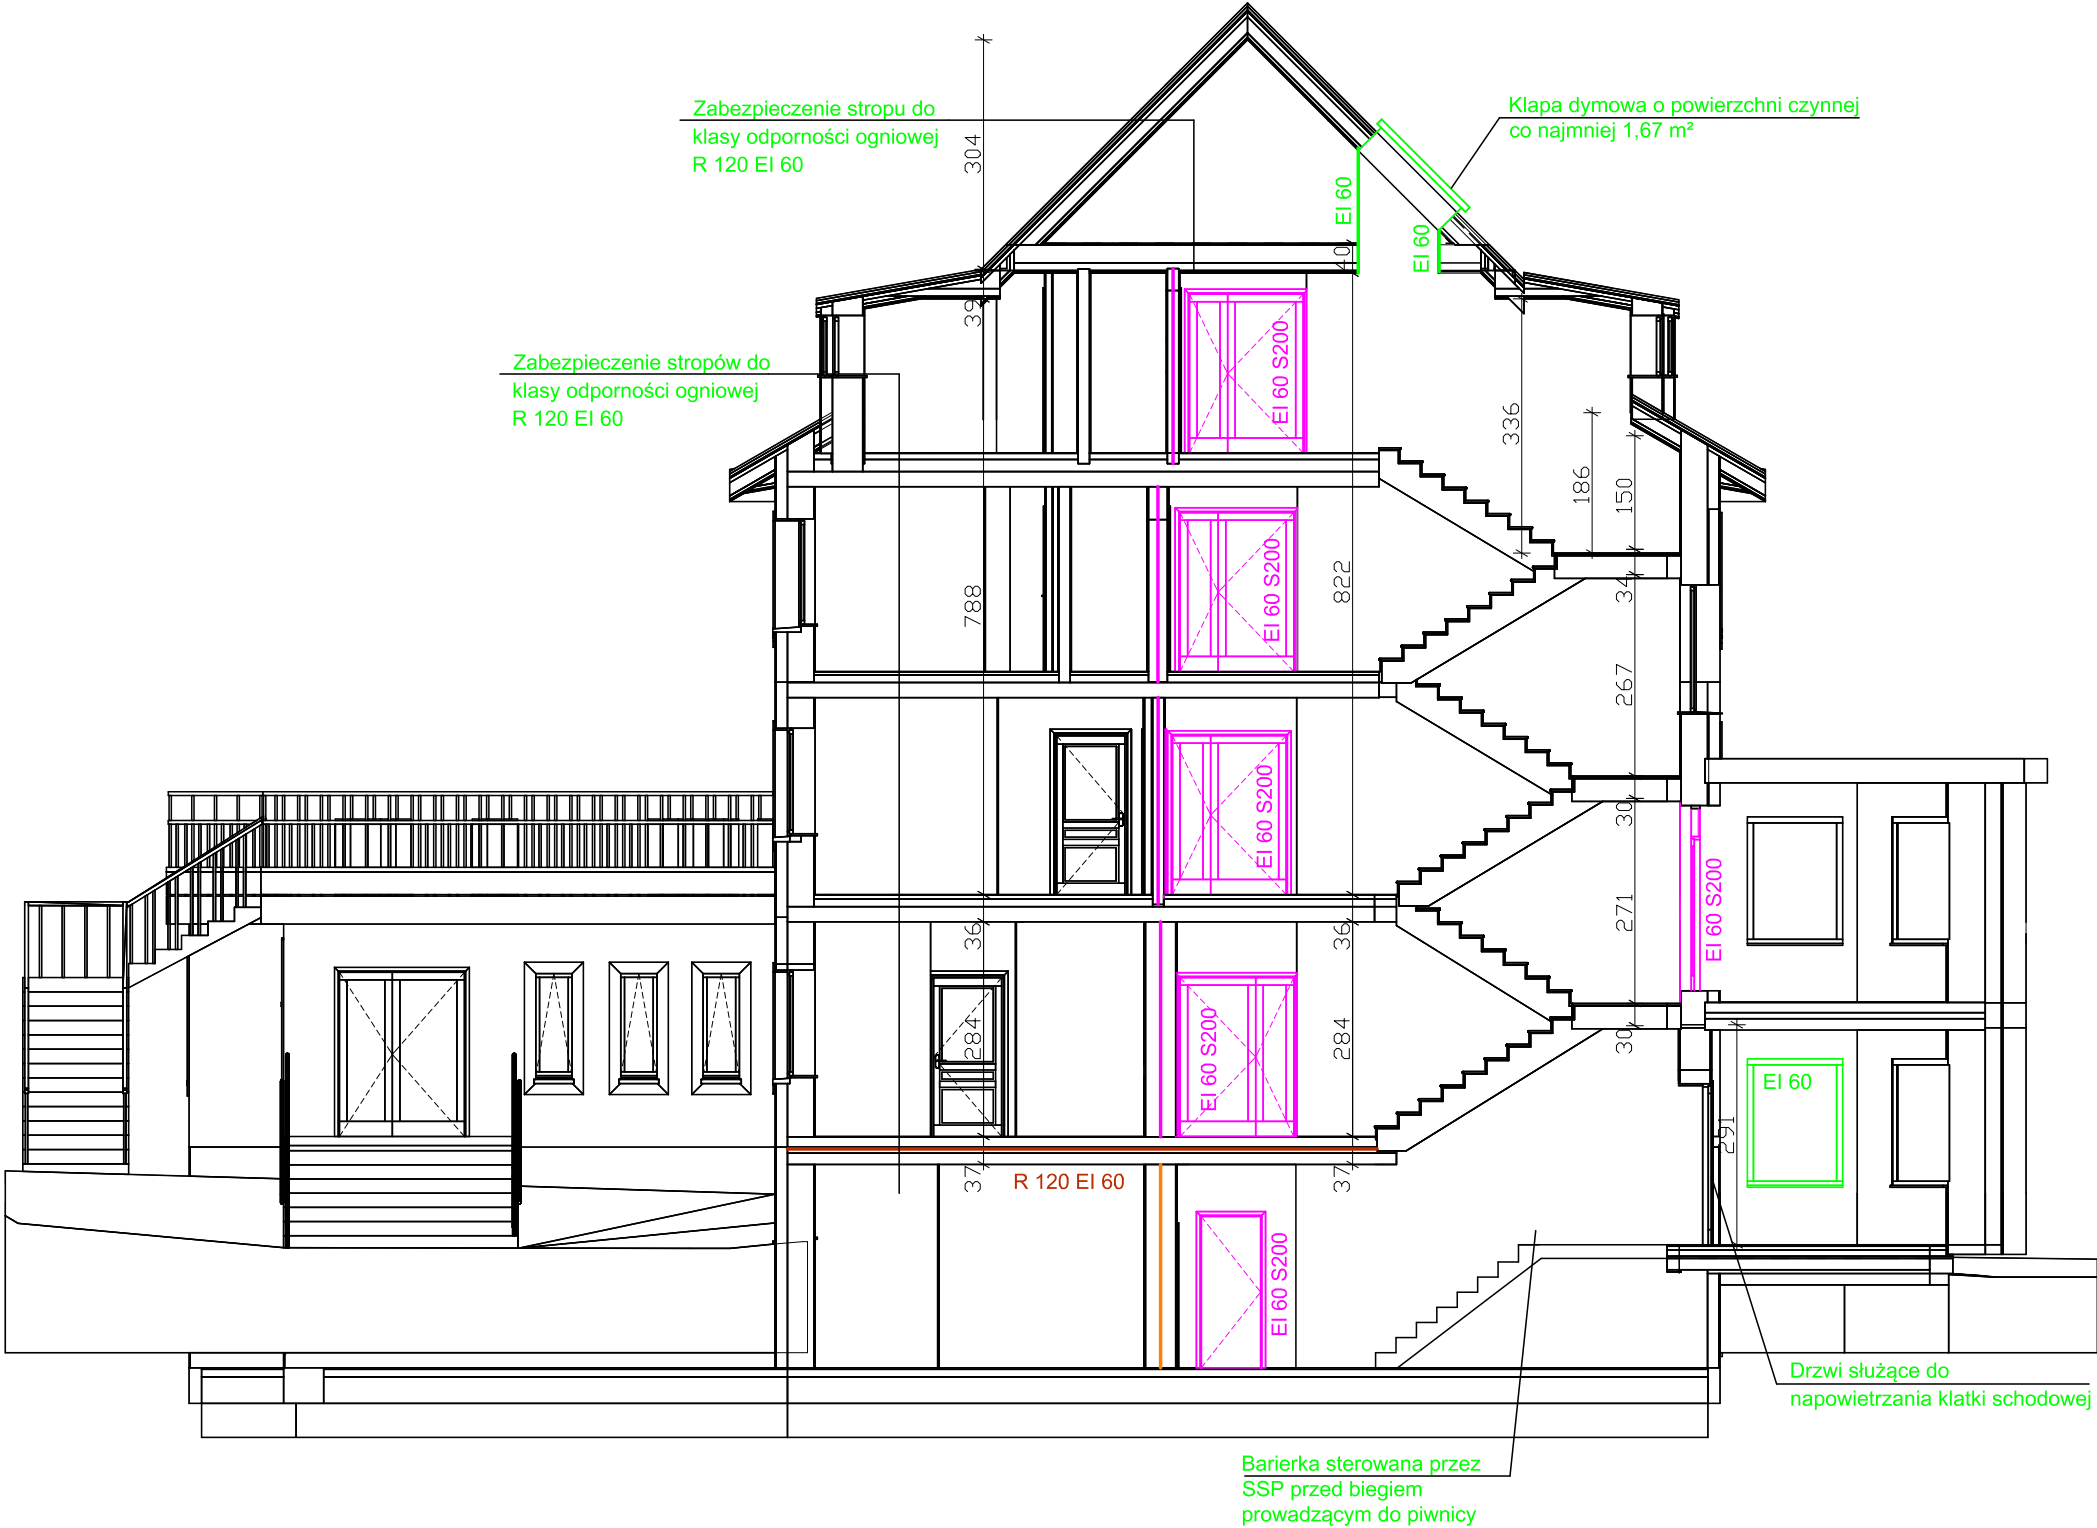 Zabezpieczenie stropu do
klasy odporności ogniowej
R 120 EI 60
Klapa dymowa o powierzchni czynnej
co najmniej 1,67 m²
304
EI 60
EI 60
40
39
Zabezpieczenie stropów do
klasy odporności ogniowej
R 120 EI 60
EI 60 S200
336
186
150
EI 60 S200
788
822
34
267
EI 60 S200
30
271
EI 60 S200
36
36
EI 60 S200
284
284
30
EI 60
291
37
R 120 EI 60
37
EI 60 S200
Drzwi służące do
napowietrzania klatki schodowej
Barierka sterowana przez
SSP przed biegiem
prowadzącym do piwnicy